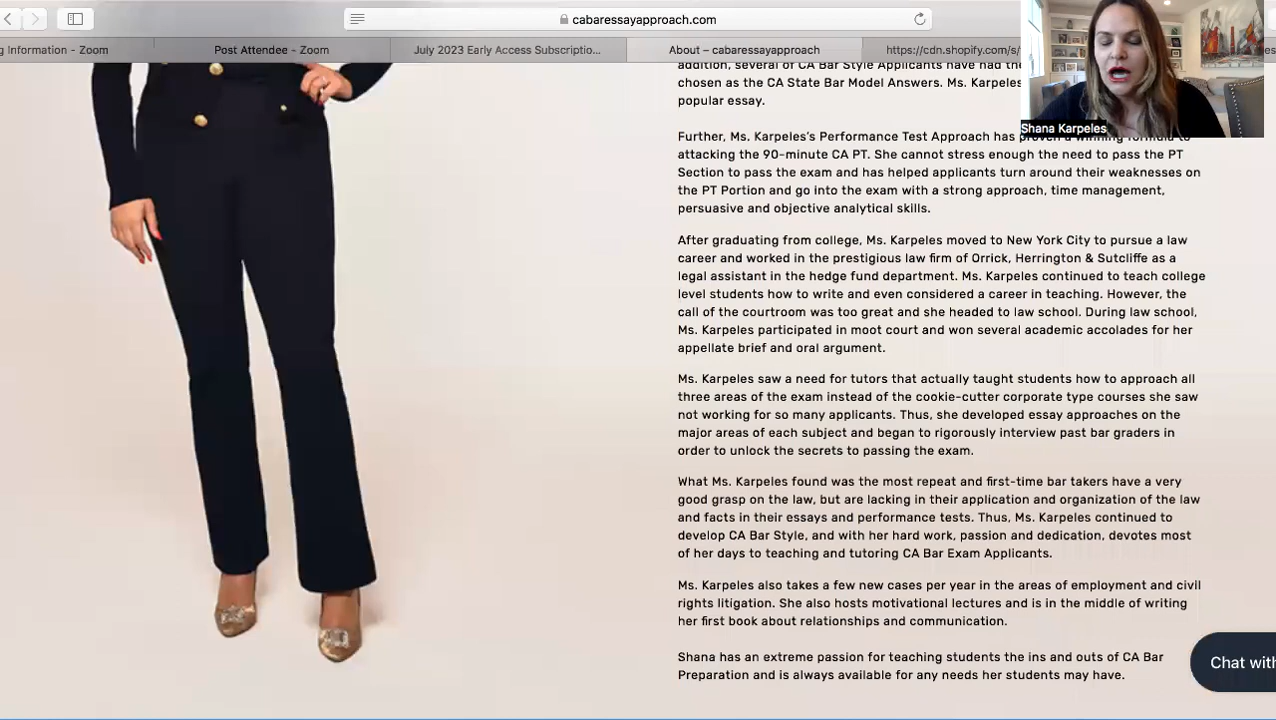 cabaressayapproach.com
g Information - Zoom
Post Attendee - Zoom
July 2023 Early Access Subscriptio...
About – cabaressayapproach
https://cdn.shopify.com/s/
addition, several of CA Bar Style Applicants have had the
chosen as the CA State Bar Model Answers. Ms. Karpeles
popular essay.
Shana Karpeles
Further, Ms. Karpeles's Performance Test Approach has proven a winning formula to
attacking the 90-minute CA PT. She cannot stress enough the need to pass the PT
Section to pass the exam and has helped applicants turn around their weaknesses on
the PT Portion and go into the exam with a strong approach, time management,
persuasive and objective analytical skills.
After graduating from college, Ms. Karpeles moved to New York City to pursue a law
career and worked in the prestigious law firm of Orrick, Herrington & Sutcliffe as a
legal assistant in the hedge fund department. Ms. Karpeles continued to teach college
level students how to write and even considered a career in teaching. However, the
call of the courtroom was too great and she headed to law school. During law school,
Ms. Karpeles participated in moot court and won several academic accolades for her
appellate brief and oral argument.
Ms. Karpeles saw a need for tutors that actually taught students how to approach all
three areas of the exam instead of the cookie-cutter corporate type courses she saw
not working for so many applicants. Thus, she developed essay approaches on the
major areas of each subject and began to rigorously interview past bar graders in
order to unlock the secrets to passing the exam.
What Ms. Karpeles found was the most repeat and first-time bar takers have a very
good grasp on the law, but are lacking in their application and organization of the law
and facts in their essays and performance tests. Thus, Ms. Karpeles continued to
develop CA Bar Style, and with her hard work, passion and dedication, devotes most
of her days to teaching and tutoring CA Bar Exam Applicants.
Ms. Karpeles also takes a few new cases per year in the areas of employment and civil
rights litigation. She also hosts motivational lectures and is in the middle of writing
her first book about relationships and communication.
Shana has an extreme passion for teaching students the ins and outs of CA Bar
Preparation and is always available for any needs her students may have.
Chat with